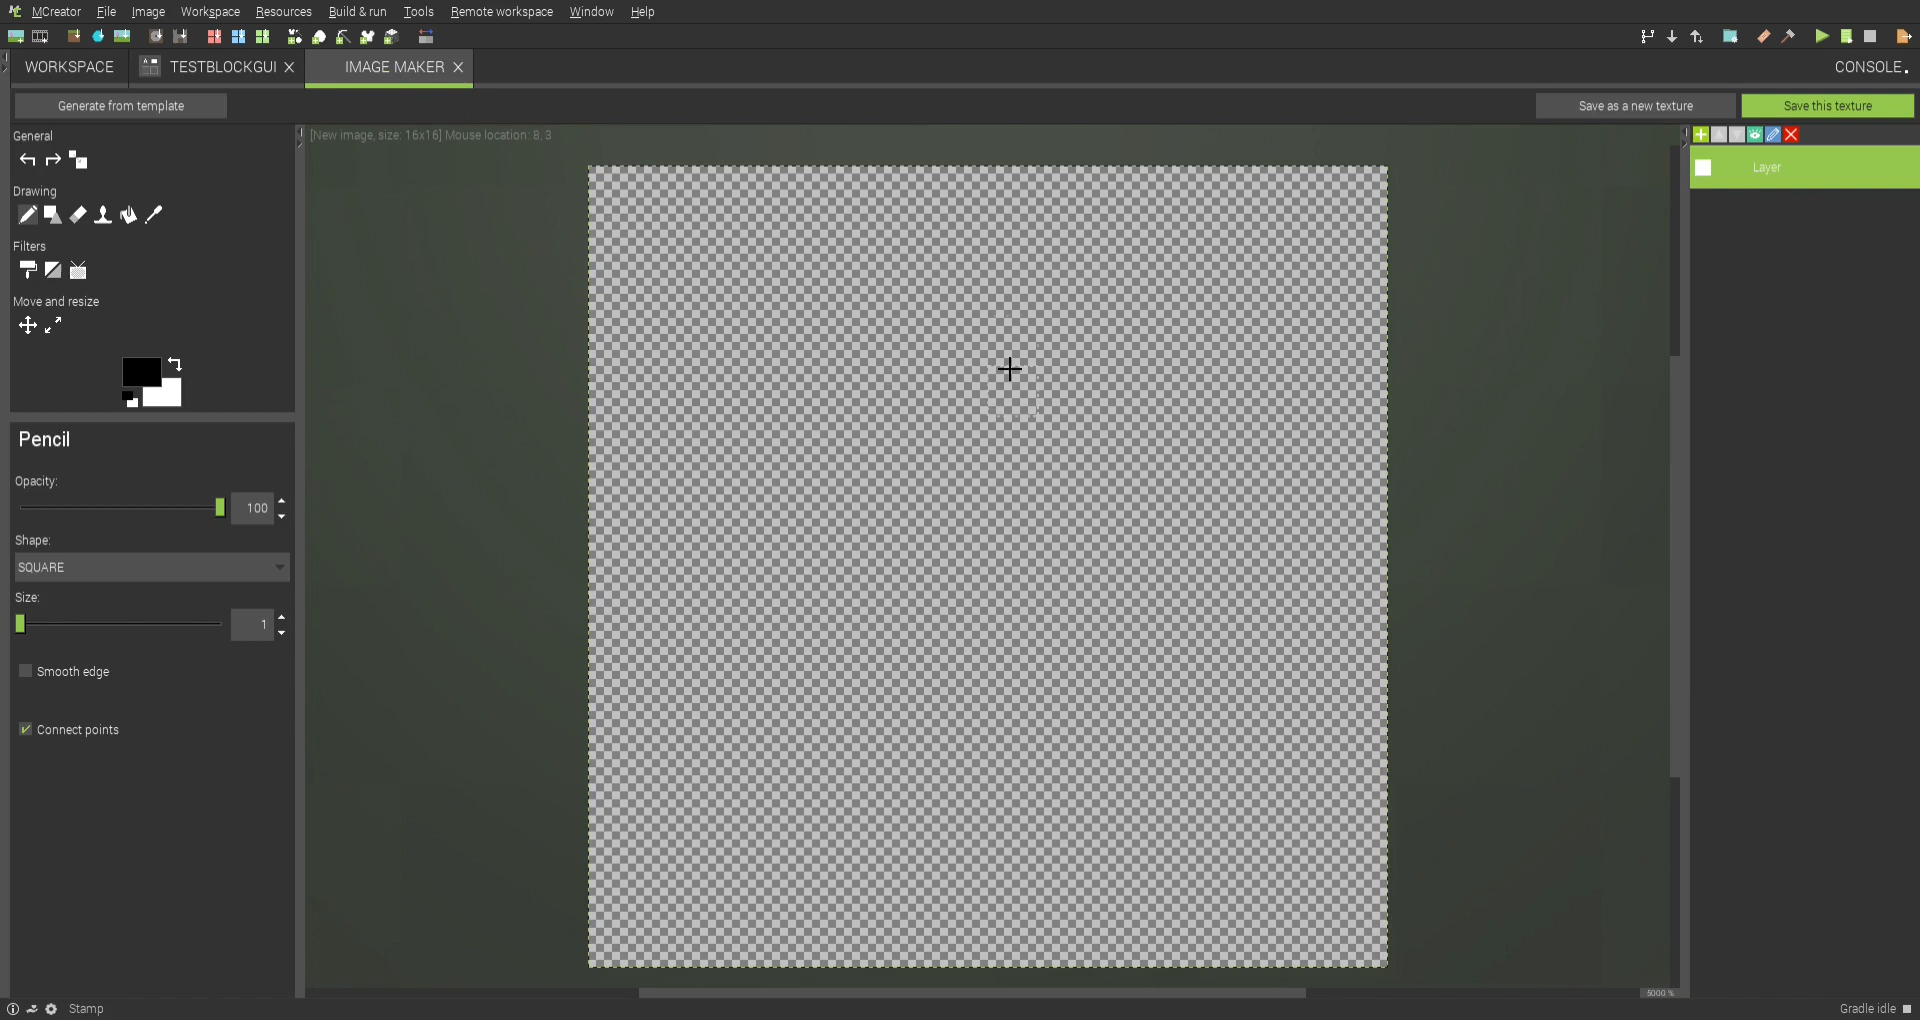 MCreator File Image Workspace Resources Build & run Tools Remote workspace Window Help
WORKSPACE TESTBLOCKGUI IMAGE MAKER CONSOLE
Generate from template Save as a new texture Save this texture
General
[New image, size: 16x16] Mouse location: 8, 3
Layer
Drawing
Filters
Move and resize
Pencil
Opacity:
100
Shape:
SQUARE
Size:
1
Smooth edge
Connect points
5000 %
Stamp Gradle idle